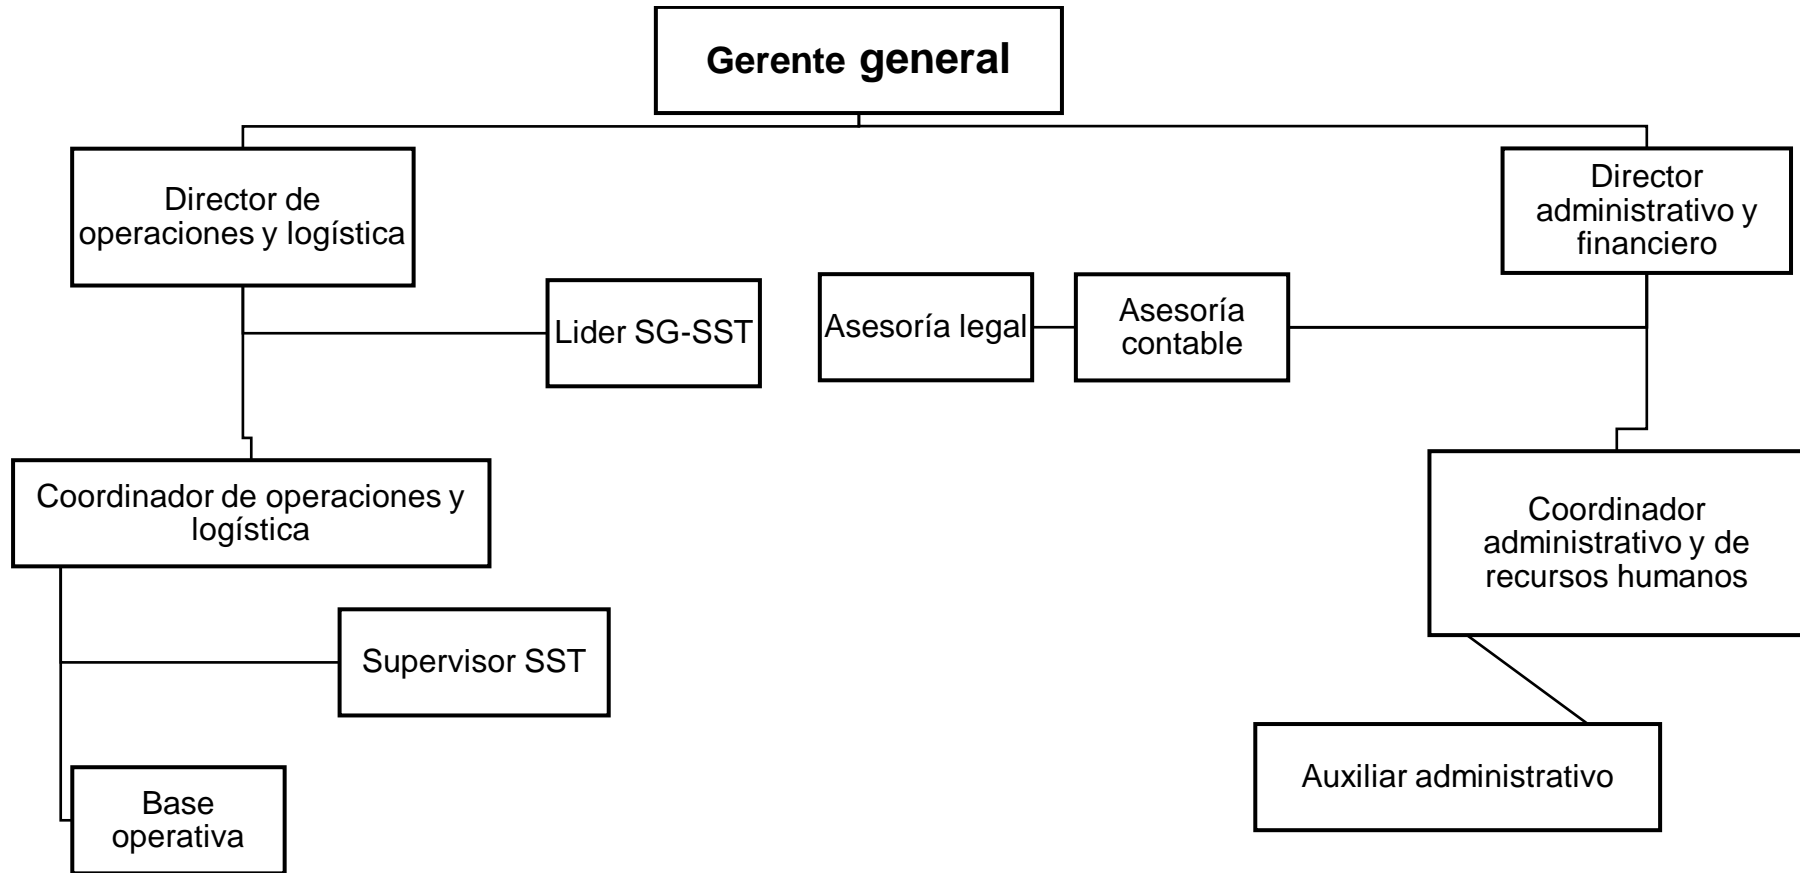 Gerente general
Director de
operaciones y logística
Director
administrativo y
financiero
Lider SG-SST
Asesoría legal
Asesoría
contable
Coordinador de operaciones y
logística
Coordinador
administrativo y de
recursos humanos
Supervisor SST
Auxiliar administrativo
Base
operativa